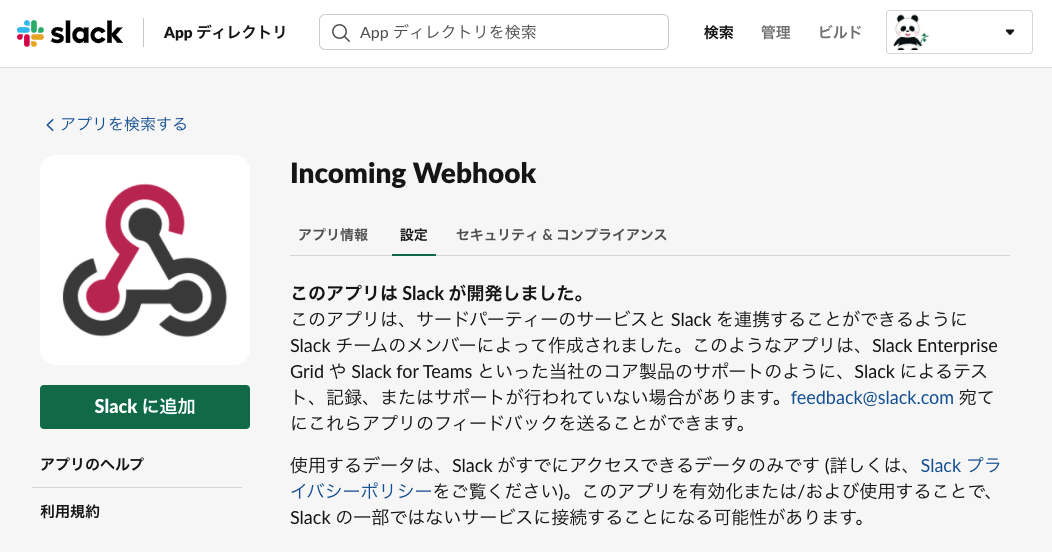 slack
App ディレクトリ
App ディレクトリを検索
検索
管理
ビルド
アプリを検索する
Incoming Webhook
アプリ情報
設定
セキュリティ & コンプライアンス
このアプリは Slack が開発しました。
このアプリは、サードパーティーのサービスと Slack を連携することができるように
Slack チームのメンバーによって作成されました。このようなアプリは、Slack Enterprise
Grid や Slack for Teams といった当社のコア製品のサポートのように、Slack によるテス
ト、記録、またはサポートが行われていない場合があります。feedback@slack.com 宛て
にこれらアプリのフィードバックを送ることができます。
使用するデータは、Slack がすでにアクセスできるデータのみです (詳しくは、Slack プラ
イバシーポリシーをご覧ください)。このアプリを有効化または/および使用することで、
Slack の一部ではないサービスに接続することになる可能性があります。
Slack に追加
アプリのヘルプ
利用規約